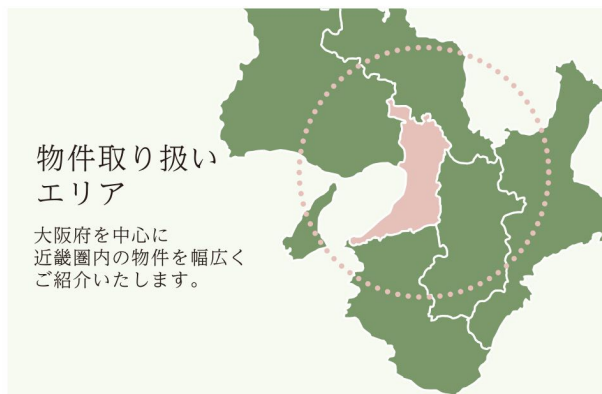 物件取り扱い
エリア
大阪府を中心に
近畿圏内の物件を幅広く
ご紹介いたします。